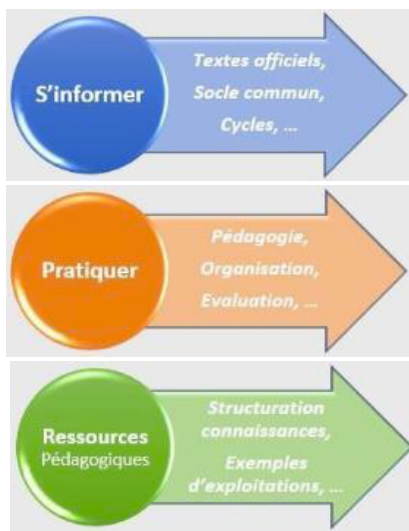 S'informer
Textes officiels,
Socle commun,
Cycles, ...
Pratiquer
Pédagogie,
Organisation,
Evaluation, ...
Ressources
Pédagogiques
Structuration
connaissances,
Exemples
d'exploitations, ...